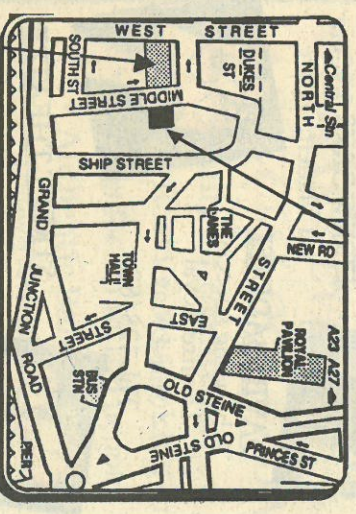 WEST STREET
SOUTH ST
DUKES ST
Central Stn
NORTH
MIDDLE STREET
SHIP STREET
THE LANES
NEW RD
STREET
GRAND
TOWN HALL
EAST
ROYAL PAVILION
A23 A27
JUNCTION
STREET
BUS STN
OLD STEINE
OLD STEINE
ROAD
PRINCES ST
PIER